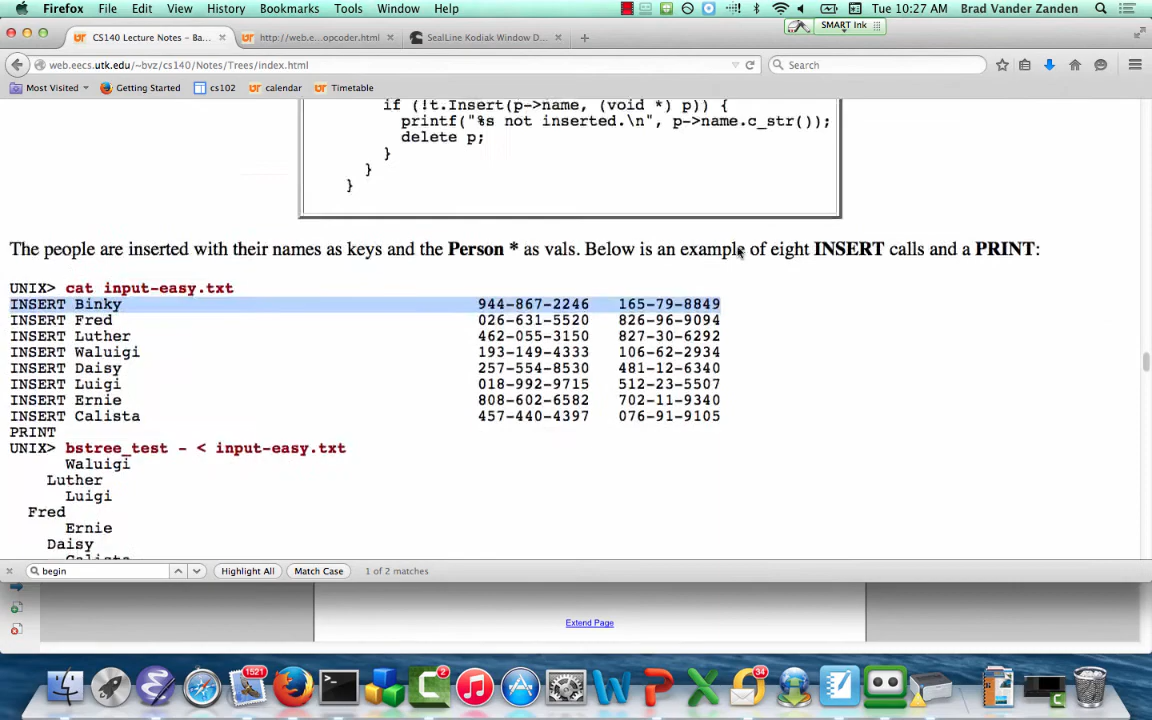 Firefox File Edit View History Bookmarks Tools Window Help Tue 10:27 AM Brad Vander Zanden
SMART Ink
CS140 Lecture Notes - Ba... http://web.e...opcoder.html SealLine Kodiak Window D...
web.eecs.utk.edu/~bvz/cs140/Notes/Trees/index.html Search
Most Visited Getting Started cs102 calendar Timetable
if (!t.Insert(p->name, (void *) p)) {
printf("%s not inserted.\n", p->name.c_str());
delete p;
}
}
}
The people are inserted with their names as keys and the Person * as vals. Below is an example of eight INSERT calls and a PRINT:
UNIX> cat input-easy.txt
INSERT Binky 944-867-2246 165-79-8849
INSERT Fred 026-631-5520 826-96-9094
INSERT Luther 462-055-3150 827-30-6292
INSERT Waluigi 193-149-4333 106-62-2934
INSERT Daisy 257-554-8530 481-12-6340
INSERT Luigi 018-992-9715 512-23-5507
INSERT Ernie 808-602-6582 702-11-9340
INSERT Calista 457-440-4397 076-91-9105
PRINT
UNIX> bstree_test - < input-easy.txt
Waluigi
Luther
Luigi
Fred
Ernie
Daisy
Calista
begin Highlight All Match Case 1 of 2 matches
Extend Page
1521 2 34